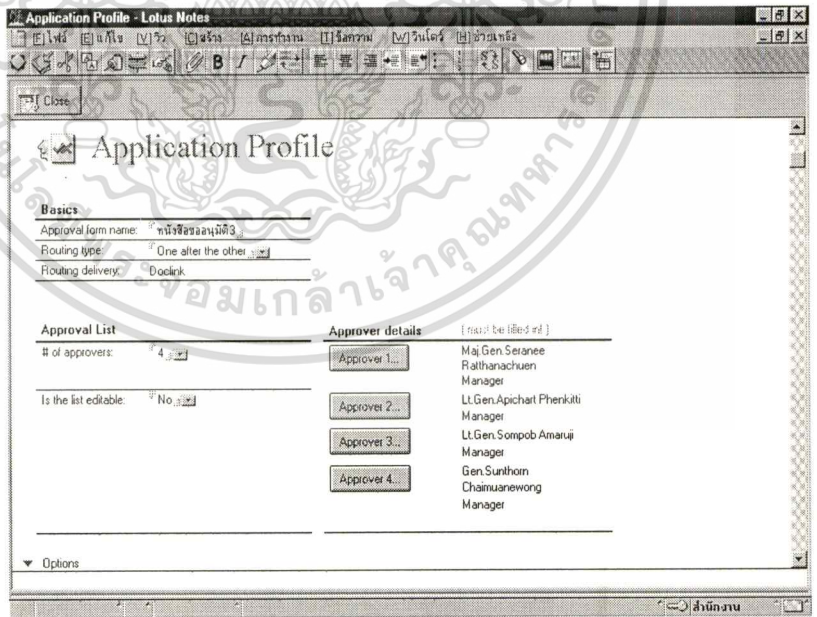 Application Profile - Lotus Notes
[F]ไฟล์ [E]แก้ไข [V]วิว [C]สร้าง [A]การทำงาน [T]ข้อความ [W]วินโดว์ [H]ช่วยเหลือ
Close
Application Profile
Basics
Approval form name: หนังสือขออนุมัติ3
Routing type: One after the other
Routing delivery: Doclink
Approval List
# of approvers: 4
Is the list editable: No
Approver details ( must be filled in! )
Approver 1... Maj.Gen.Seranee
Ratthanachuen
Manager
Approver 2... Lt.Gen.Apichart Phenkitti
Manager
Approver 3... Lt.Gen.Sompob Amaruji
Manager
Approver 4... Gen.Sunthorn
Chaimuanewong
Manager
Options
สำนักงาน